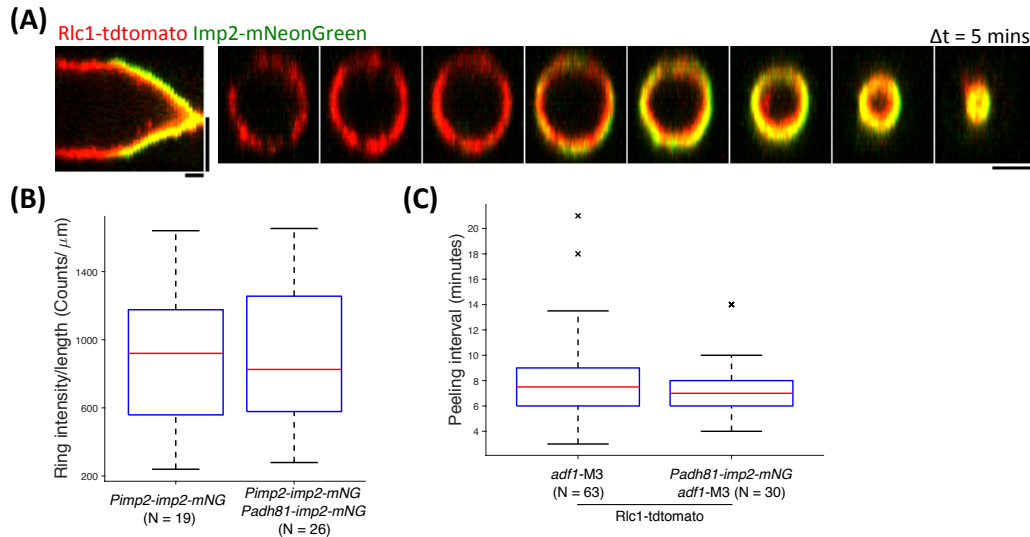 (A)
Rlc1-tdtomato Imp2-mNeonGreen
Δt = 5 mins
(B)
Ring intensity/length (Counts/ μm)
1400
1000
600
200
Pimp2-imp2-mNG
(N = 19)
Pimp2-imp2-mNG
Padh81-imp2-mNG
(N = 26)
(C)
Peeling interval (minutes)
20
18
16
14
12
10
8
6
4
adf1-M3
(N = 63)
Padh81-imp2-mNG
adf1-M3 (N = 30)
Rlc1-tdtomato